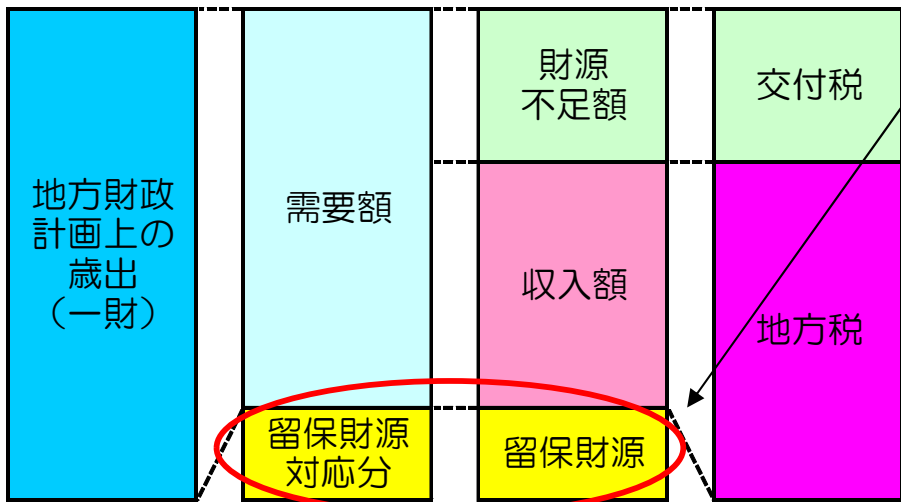 地方財政
計画上の
歳出
（一財）
需要額
留保財源
対応分
財源
不足額
収入額
留保財源
交付税
地方税